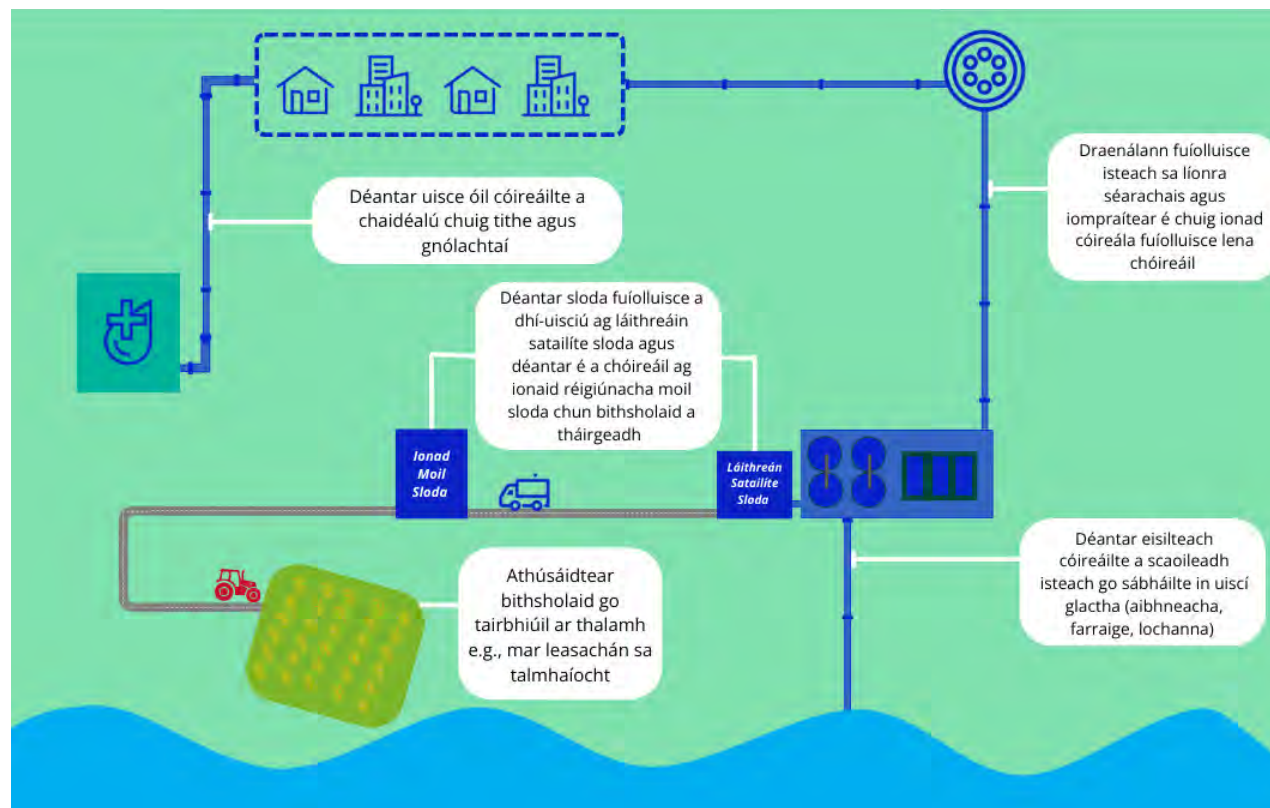 Draenálann fuíolluisce
isteach sa líonra
séarachais agus
iompraítear é chuig ionad
cóireála fuíolluisce lena
chóireáil
Déantar uisce óil cóireáilte a
chaidéalú chuig tithe agus
gnólachtaí
Déantar sloda fuíolluisce a
dhí-uisciú ag láithreáin
satailíte sloda agus
déantar é a chóireáil ag
ionaid réigiúnacha moil
sloda chun bithsholaid a
tháirgeadh
Ionad
Moil
Sloda
Láithreán
Satailíte
Sloda
Déantar eisilteach
cóireáilte a scaoileadh
isteach go sábháilte in uiscí
glactha (aibhneacha,
farraige, lochanna)
Athúsáidtear
bithsholaid go
tairbhiúil ar thalamh
e.g., mar leasachán sa
talmhaíocht